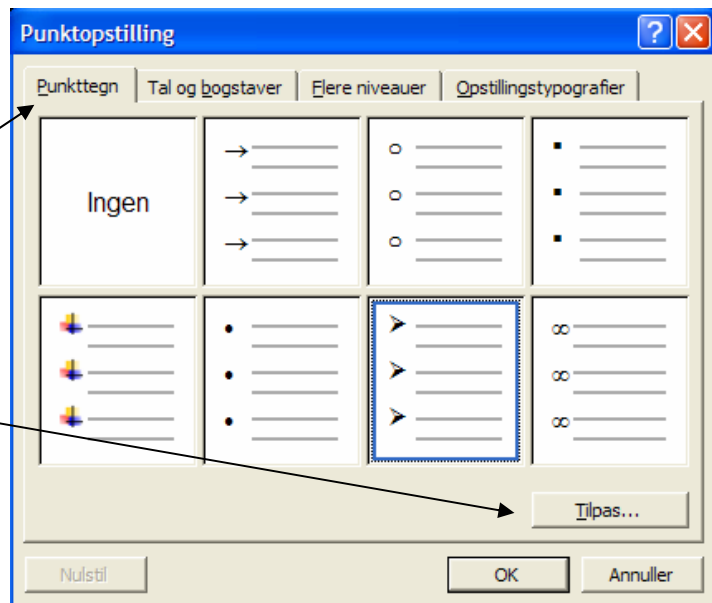 Punktopstilling
Punkttegn Tal og bogstaver Flere niveauer Opstillingstypografier
Ingen
Tilpas...
Nulstil OK Annuller